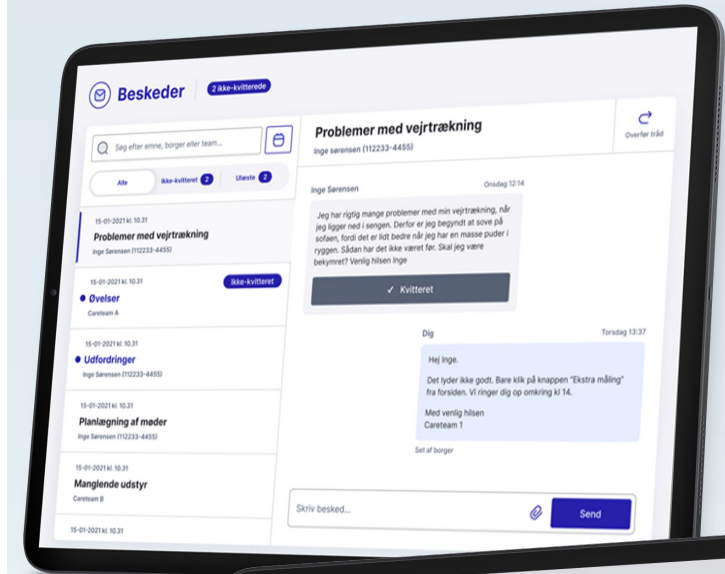 Beskeder
2 ikke-kvitterede
Søg efter emne, borger eller team...
Alle
Ikke-kvitteret 2
Ulæste 2
15-01-2021 kl. 10.31
Problemer med vejrtrækning
Inge Sørensen (112233-4455)
15-01-2021 kl. 10.31
Ikke-kvitteret
Øvelser
Careteam A
15-01-2021 kl. 10.31
Udfordringer
Inge Sørensen (112233-4455)
15-01-2021 kl. 10.31
Planlægning af møder
Inge Sørensen (112233-4455)
15-01-2021 kl. 10.31
Manglende udstyr
Careteam B
15-01-2021 kl. 10.31
Problemer med vejrtrækning
Inge sørensen (112233-4455)
Overfør tråd
Inge Sørensen
Onsdag 12:14
Jeg har rigtig mange problemer med min vejrtrækning, når
jeg ligger ned i sengen. Derfor er jeg begyndt at sove på
sofaen, fordi det er lidt bedre når jeg har en masse puder i
ryggen. Sådan har det ikke været før. Skal jeg være
bekymret? Venlig hilsen Inge
✓ Kvitteret
Dig
Torsdag 13:37
Hej Inge.
Det lyder ikke godt. Bare klik på knappen "Ekstra måling"
fra forsiden. Vi ringer dig op omkring kl 14.
Med venlig hilsen
Careteam 1
Set af borger
Skriv besked...
Send